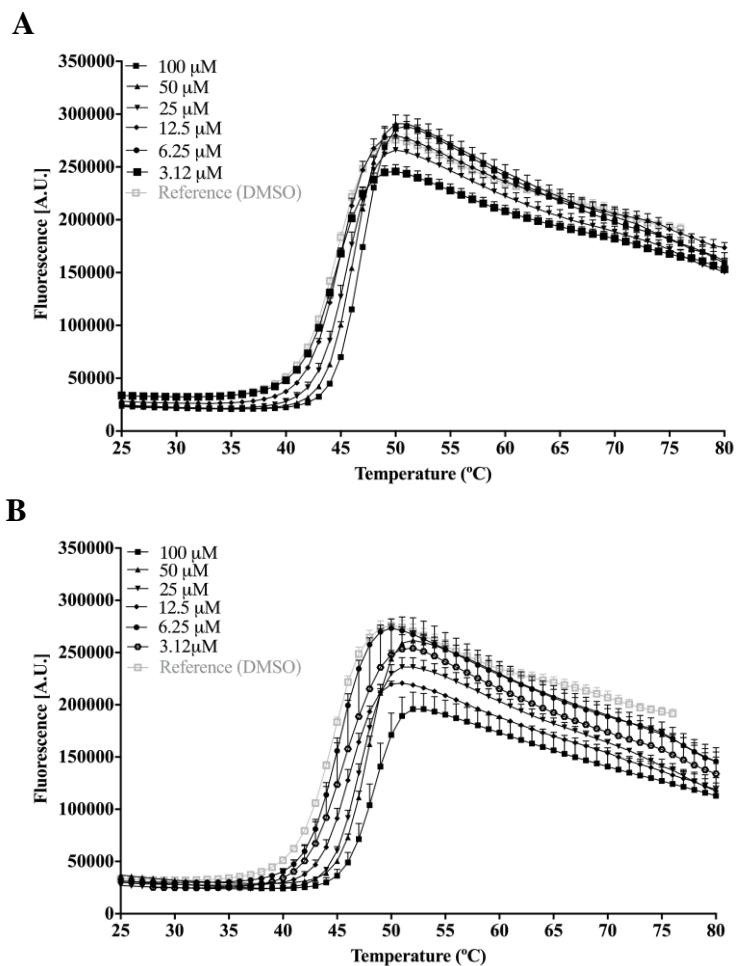 A
350000
300000
250000
200000
150000
100000
50000
0
100 μM
50 μM
25 μM
12.5 μM
6.25 μM
3.12 μM
Reference (DMSO)
Fluorescence [A.U.]
25 30 35 40 45 50 55 60 65 70 75 80
Temperature (ºC)
B
350000
300000
250000
200000
150000
100000
50000
0
100 μM
50 μM
25 μM
12.5 μM
6.25 μM
3.12μM
Reference (DMSO)
Fluorescence [A.U.]
25 30 35 40 45 50 55 60 65 70 75 80
Temperature (ºC)